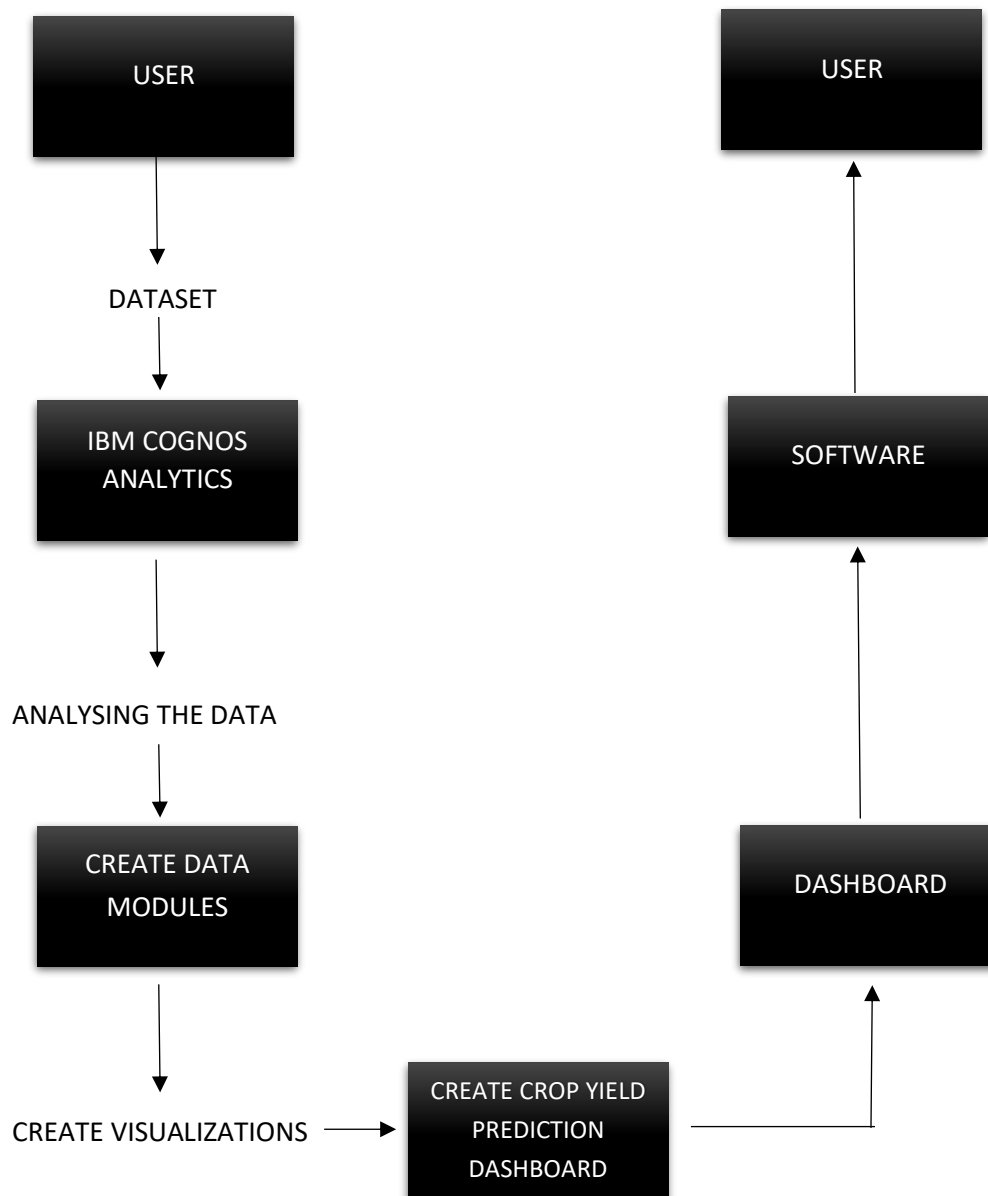 USER
DATASET
IBM COGNOS
ANALYTICS
ANALYSING THE DATA
CREATE DATA
MODULES
CREATE VISUALIZATIONS
CREATE CROP YIELD
PREDICTION
DASHBOARD
DASHBOARD
SOFTWARE
USER